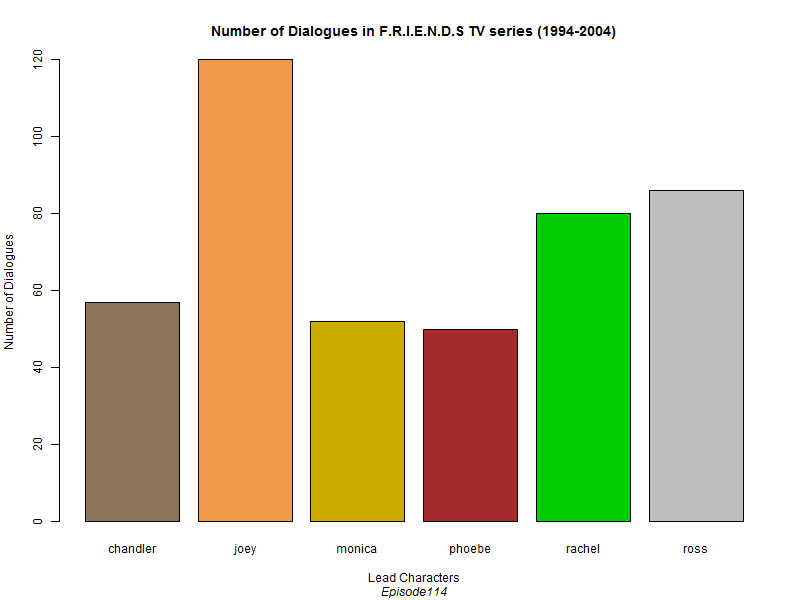 Number of Dialogues in F.R.I.E.N.D.S TV series (1994-2004)
Number of Dialogues
120
100
80
60
40
20
0
chandler joey monica phoebe rachel ross
Lead Characters
Episode114